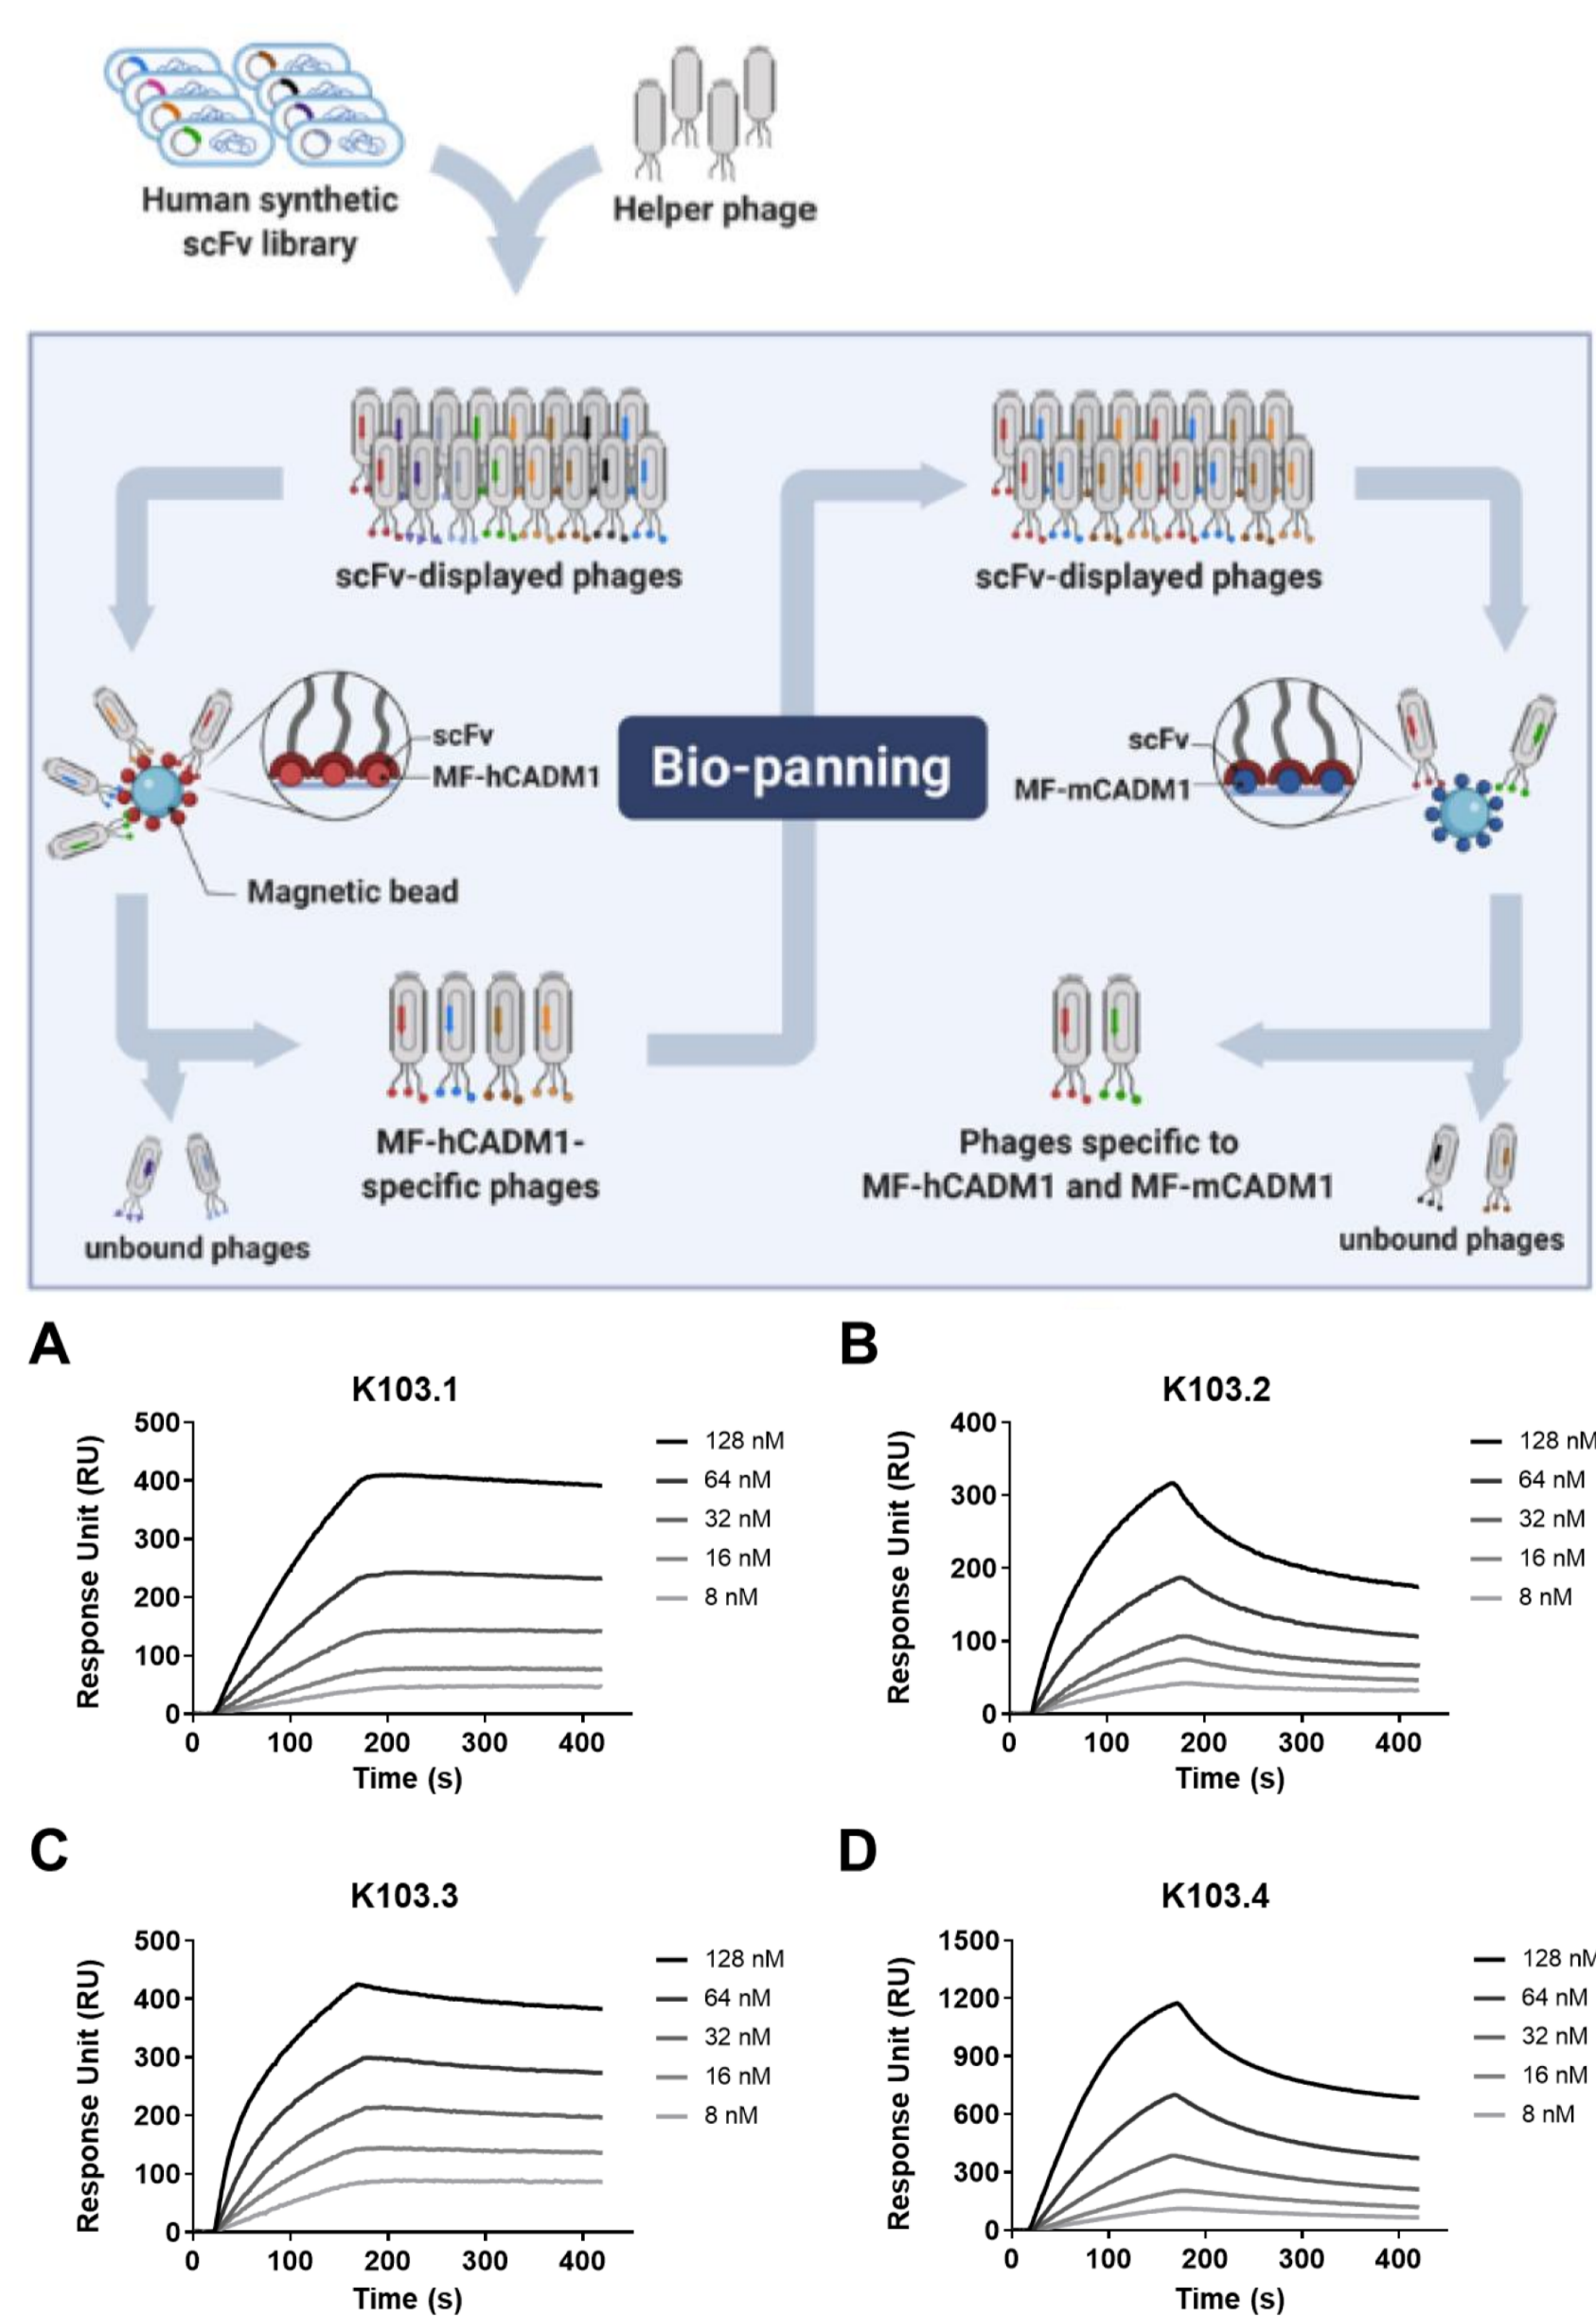 Human synthetic
scFv library
Helper phage
scFv-displayed phages
scFv-displayed phages
scFv
MF-hCADM1
Bio-panning
scFv
MF-mCADM1
Magnetic bead
MF-hCADM1-
specific phages
Phages specific to
MF-hCADM1 and MF-mCADM1
unbound phages
unbound phages
A
K103.1
Response Unit (RU)
500
400
300
200
100
0
0 100 200 300 400
Time (s)
128 nM
64 nM
32 nM
16 nM
8 nM
B
K103.2
Response Unit (RU)
400
300
200
100
0
0 100 200 300 400
Time (s)
128 nM
64 nM
32 nM
16 nM
8 nM
C
K103.3
Response Unit (RU)
500
400
300
200
100
0
0 100 200 300 400
Time (s)
128 nM
64 nM
32 nM
16 nM
8 nM
D
K103.4
Response Unit (RU)
1500
1200
900
600
300
0
0 100 200 300 400
Time (s)
128 nM
64 nM
32 nM
16 nM
8 nM